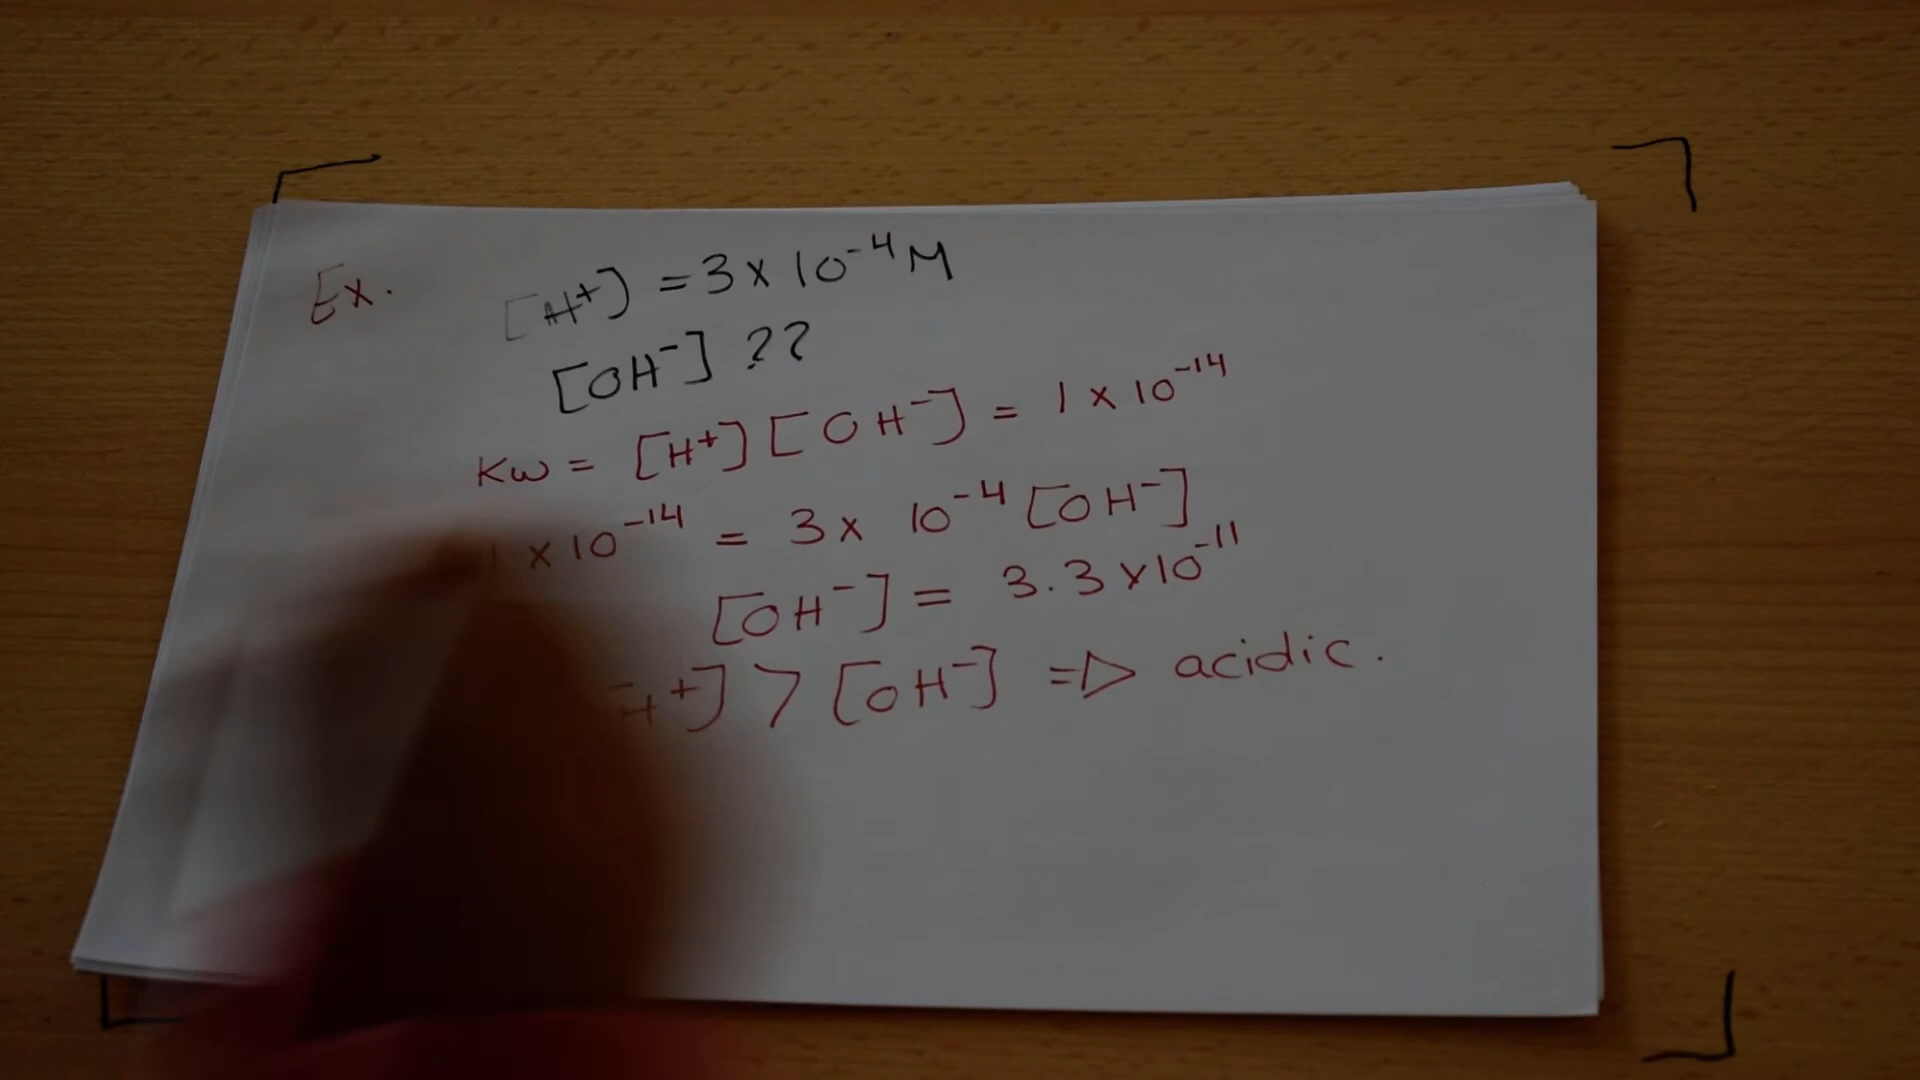 Ex. [H⁺] = 3 x 10⁻⁴ M
[OH⁻] ??
Kw = [H⁺] [OH⁻] = 1 x 10⁻¹⁴
1 x 10⁻¹⁴ = 3 x 10⁻⁴ [OH⁻]
[OH⁻] = 3.3 x 10⁻¹¹
H⁺] > [OH⁻] => acidic.